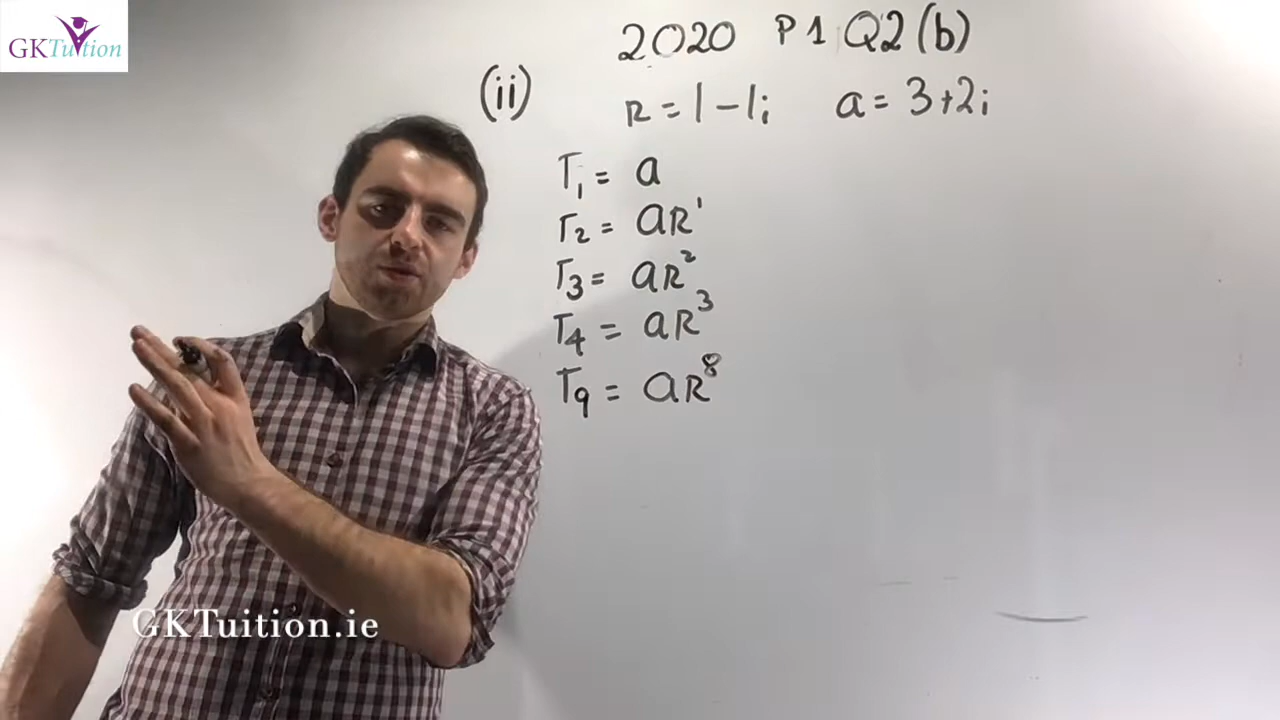 GKTuition
2020 P1 Q2 (b)
(ii) r = 1 - 1i a = 3+2i
T₁ = a
T₂ = ar¹
T₃ = ar²
T₄ = ar³
T₉ = ar⁸
GKTuition.ie